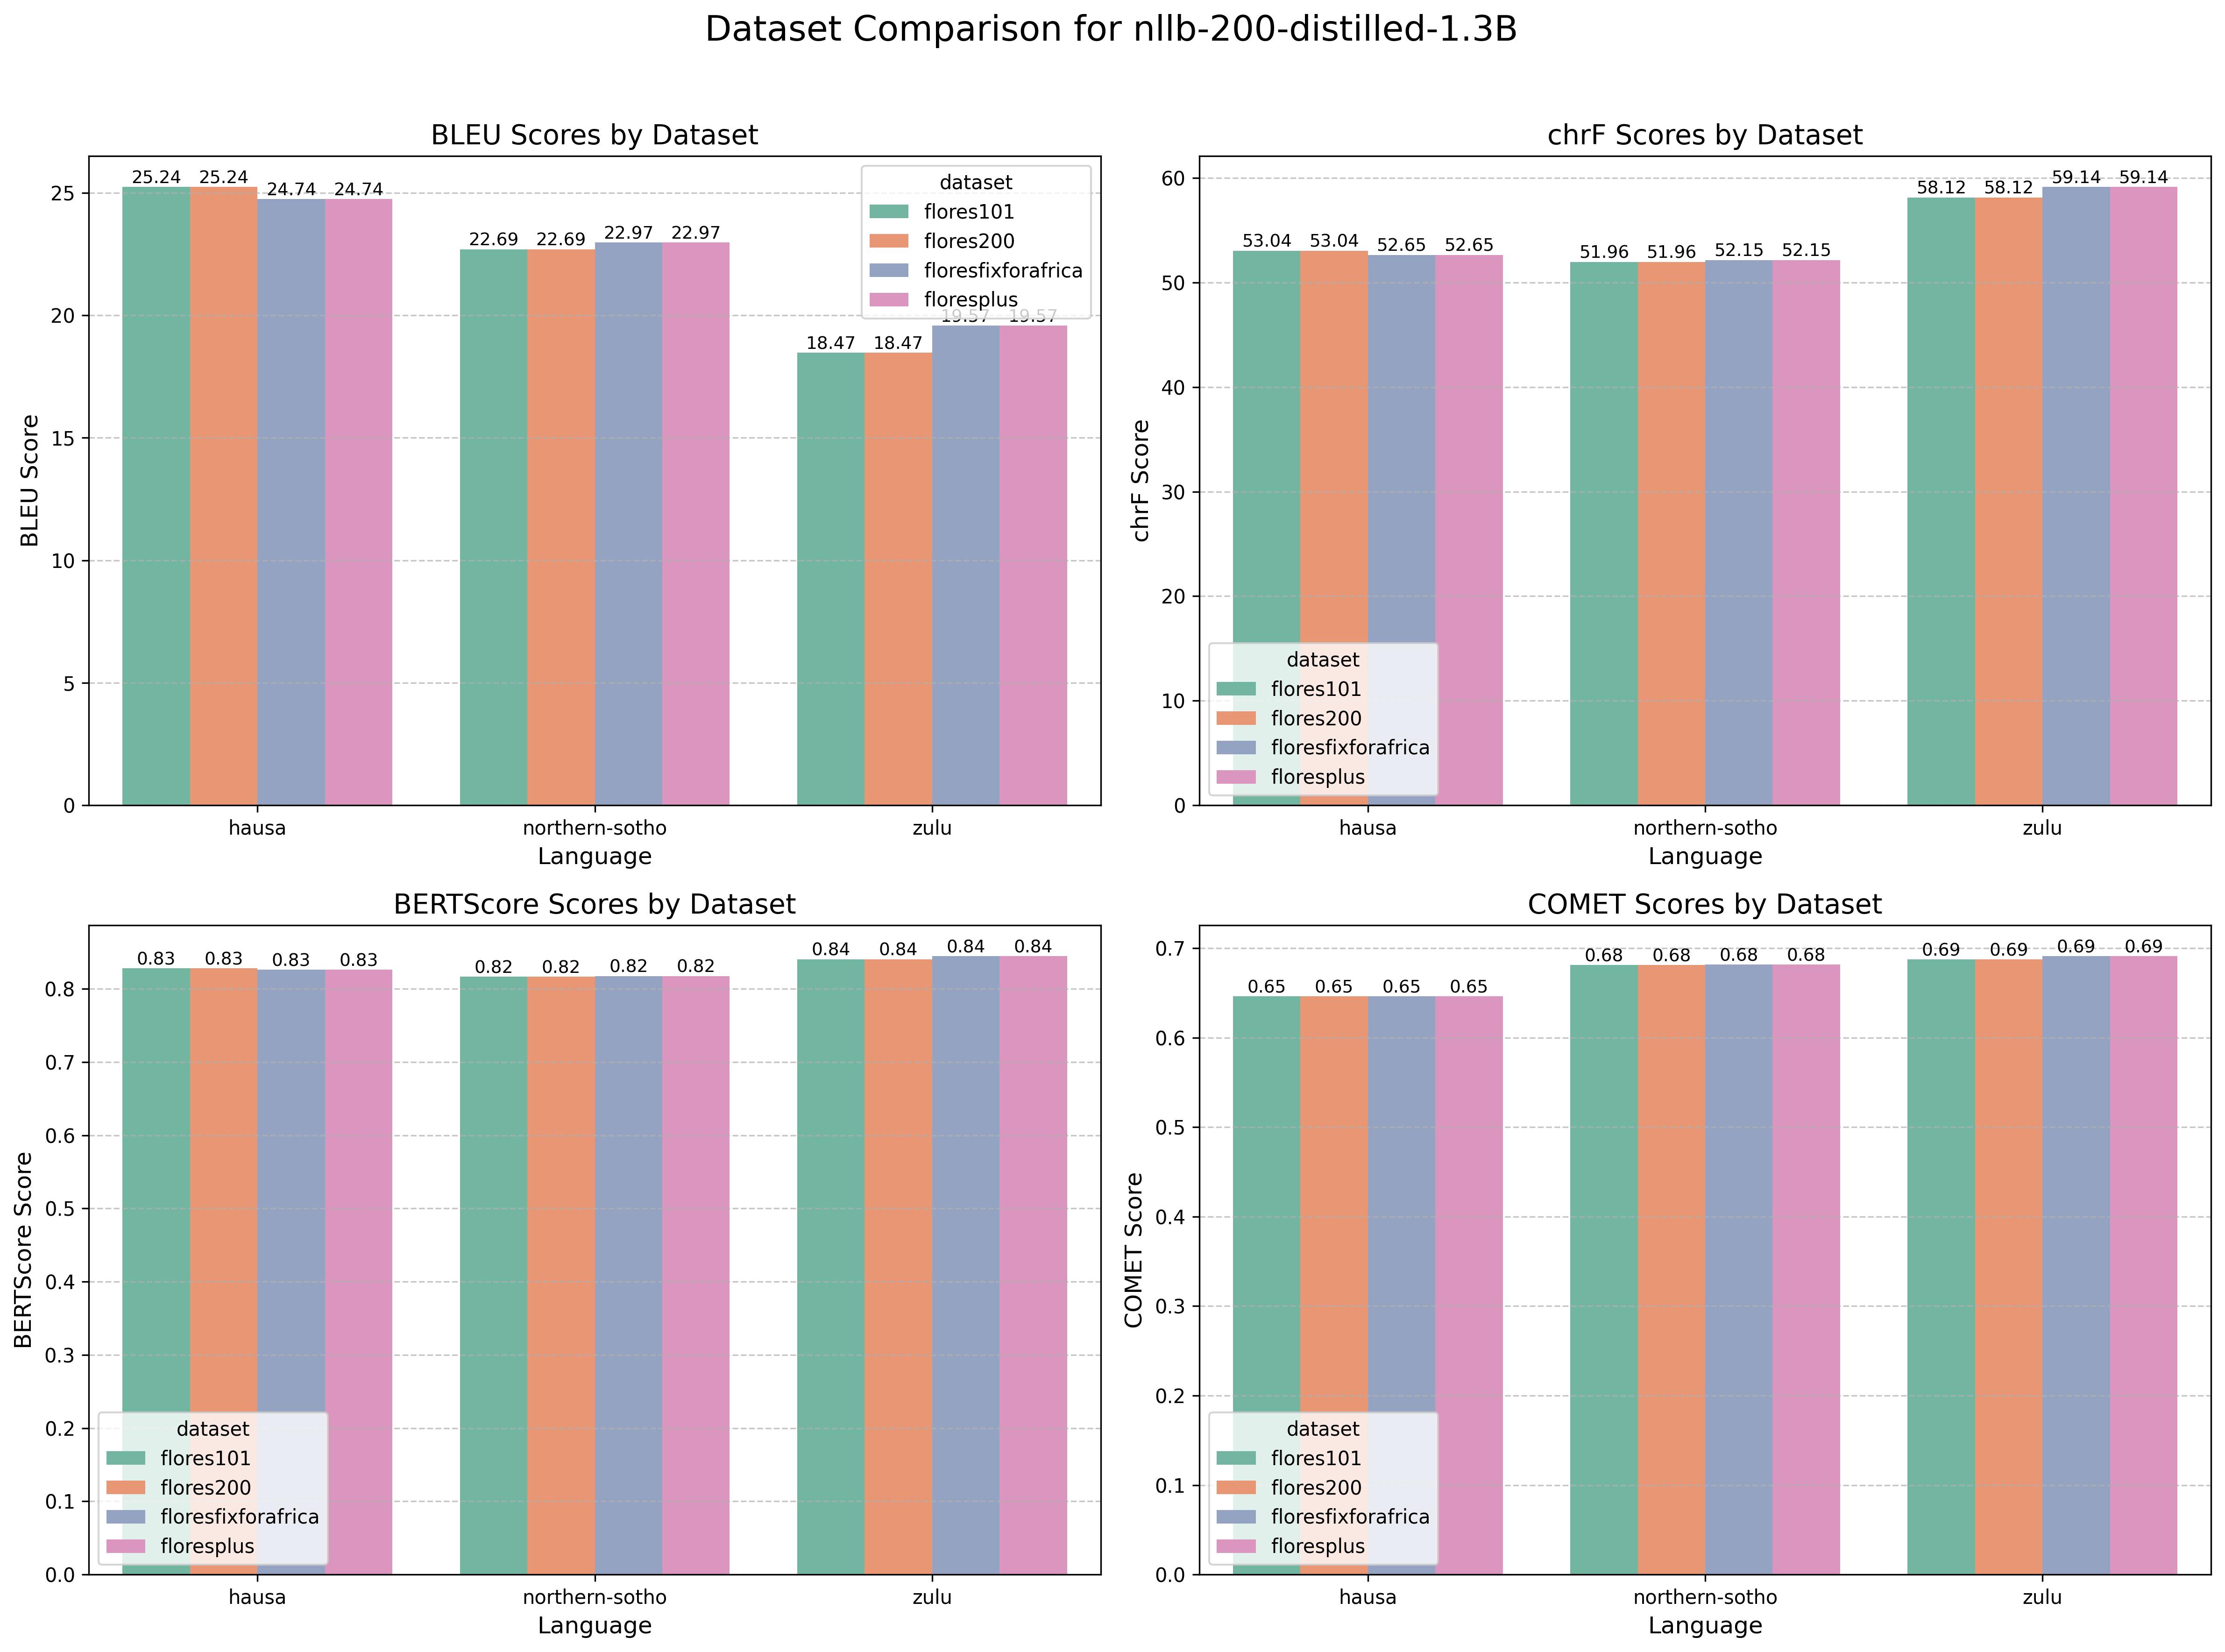 Dataset Comparison for nllb-200-distilled-1.3B
BLEU Scores by Dataset
BLEU Score
25
20
15
10
5
0
25.24 25.24 24.74 24.74
22.69 22.69 22.97 22.97
18.47 18.47 19.57 19.57
dataset
flores101
flores200
floresfixforafrica
floresplus
hausa northern-sotho zulu
Language
chrF Scores by Dataset
chrF Score
60
50
40
30
20
10
0
53.04 53.04 52.65 52.65
51.96 51.96 52.15 52.15
58.12 58.12 59.14 59.14
dataset
flores101
flores200
floresfixforafrica
floresplus
hausa northern-sotho zulu
Language
BERTScore Scores by Dataset
BERTScore Score
0.8
0.7
0.6
0.5
0.4
0.3
0.2
0.1
0.0
0.83 0.83 0.83 0.83
0.82 0.82 0.82 0.82
0.84 0.84 0.84 0.84
dataset
flores101
flores200
floresfixforafrica
floresplus
hausa northern-sotho zulu
Language
COMET Scores by Dataset
COMET Score
0.7
0.6
0.5
0.4
0.3
0.2
0.1
0.0
0.65 0.65 0.65 0.65
0.68 0.68 0.68 0.68
0.69 0.69 0.69 0.69
dataset
flores101
flores200
floresfixforafrica
floresplus
hausa northern-sotho zulu
Language